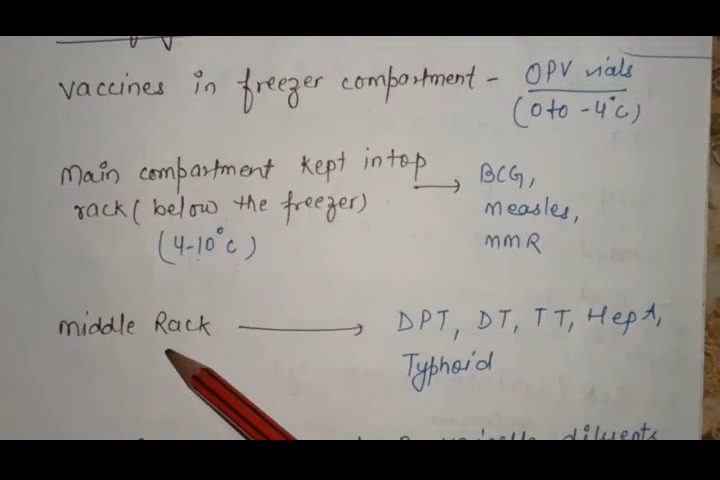 vaccines in freezer compartment - OPV vials
(0 to -4°C)
Main compartment kept in top
rack (below the freezer)
(4-10°C)
→ BCG,
measles,
MMR
middle Rack → DPT, DT, TT, Hep A,
Typhoid
diluents